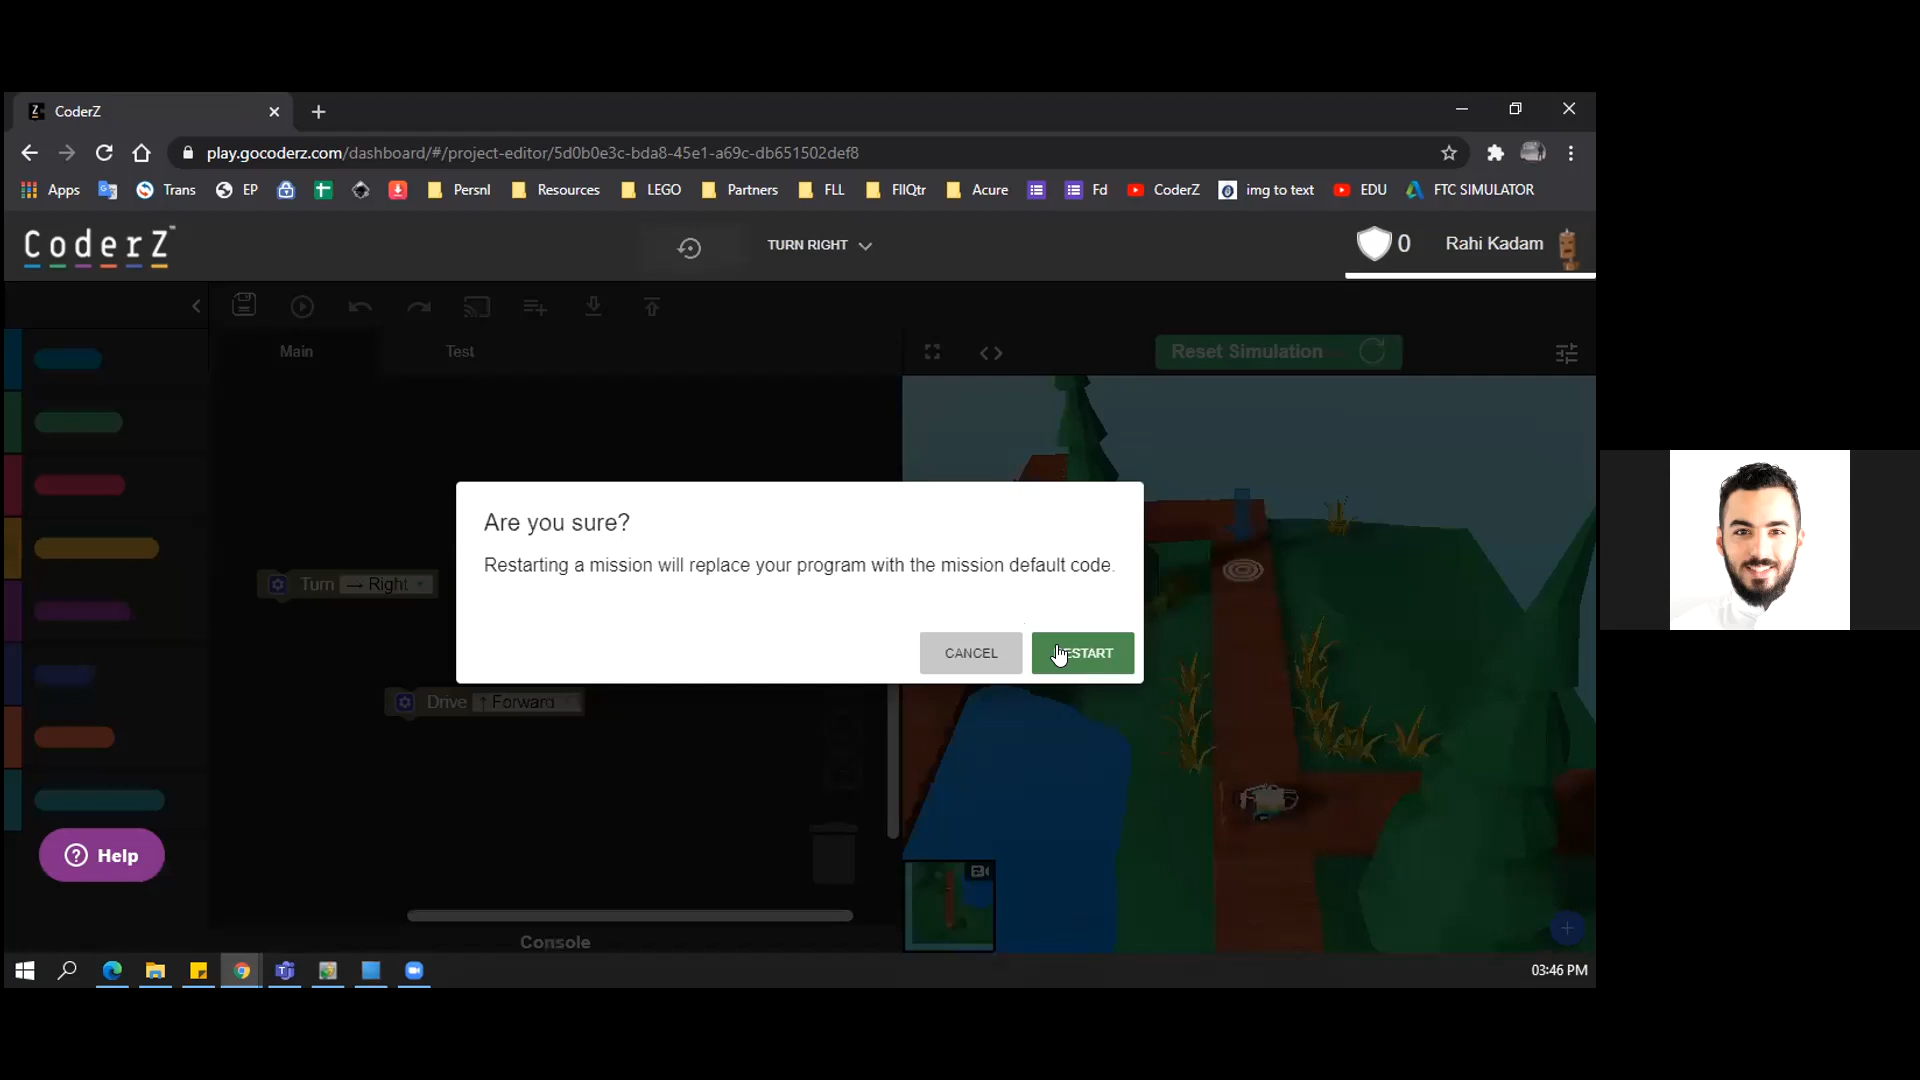 CoderZ
play.gocoderz.com/dashboard/#/project-editor/5d0b0e3c-bda8-45e1-a69c-db651502def8
Apps Trans EP Persnl Resources LEGO Partners FLL FllQtr Acure Fd CoderZ img to text EDU FTC SIMULATOR
CoderZ TURN RIGHT 0 Rahi Kadam
Main Test Reset Simulation
Are you sure?
Restarting a mission will replace your program with the mission default code.
Turn → Right
CANCEL
Drive ↑ Forward
Help
Console
03:46 PM